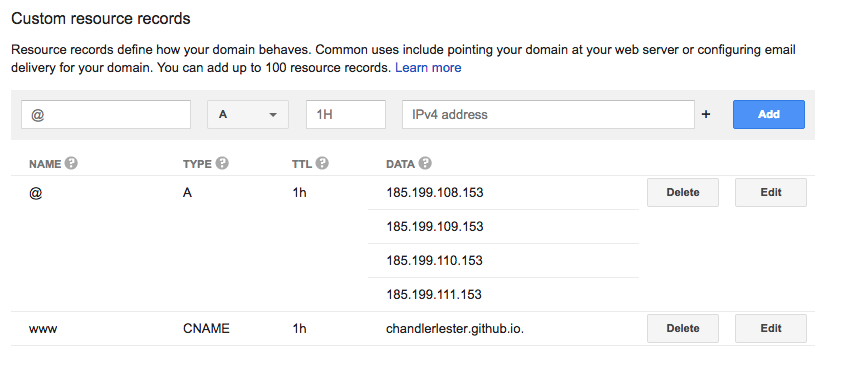 Custom resource records
Resource records define how your domain behaves. Common uses include pointing your domain at your web server or configuring email
delivery for your domain. You can add up to 100 resource records. Learn more
@ A 1H IPv4 address + Add
NAME ? TYPE ? TTL ? DATA ?
@ A 1h 185.199.108.153 Delete Edit
185.199.109.153
185.199.110.153
185.199.111.153
www CNAME 1h chandlerlester.github.io. Delete Edit